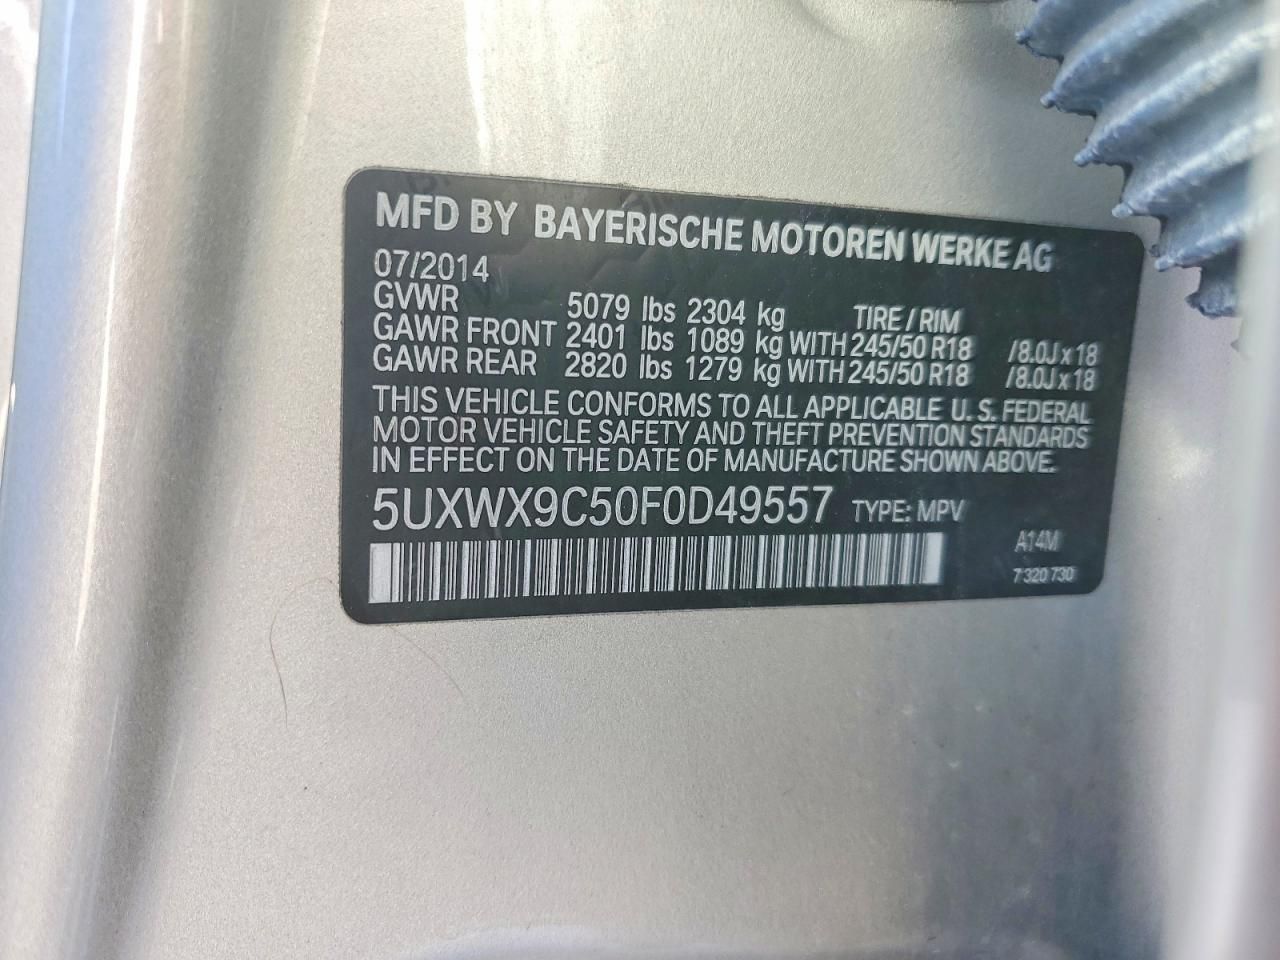 MFD BY BAYERISCHE MOTOREN WERKE AG
07/2014
GVWR 5079 lbs 2304 kg TIRE / RIM
GAWR FRONT 2401 lbs 1089 kg WITH 245/50 R18 /8.0J x 18
GAWR REAR 2820 lbs 1279 kg WITH 245/50 R18 /8.0J x 18
THIS VEHICLE CONFORMS TO ALL APPLICABLE U. S. FEDERAL
MOTOR VEHICLE SAFETY AND THEFT PREVENTION STANDARDS
IN EFFECT ON THE DATE OF MANUFACTURE SHOWN ABOVE.
5UXWX9C50F0D49557 TYPE: MPV
A14M
7 320 730